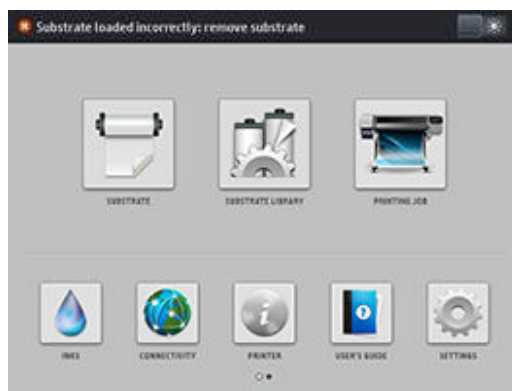 Substrate loaded incorrectly: remove substrate
SUBSTRATE
SUBSTRATE LIBRARY
PRINTING JOB
INKS
CONNECTIVITY
PRINTER
USER'S GUIDE
SETTINGS